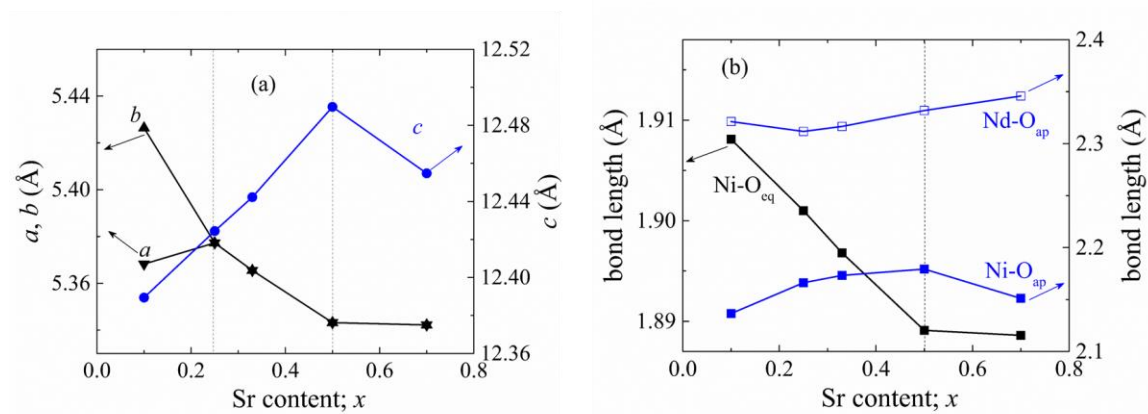 (a)
b
a
c
a, b (Å)
5.44
5.40
5.36
c (Å)
12.52
12.48
12.44
12.40
12.36
0.0 0.2 0.4 0.6 0.8
Sr content; x
(b)
Nd-Oap
Ni-Oeq
Ni-Oap
bond length (Å)
1.91
1.90
1.89
bond length (Å)
2.4
2.3
2.2
2.1
0.0 0.2 0.4 0.6 0.8
Sr content; x